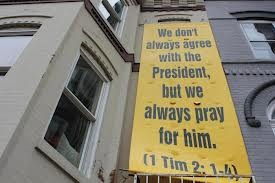 We don't
always agree
with the
President,
but we
always pray
for him.
(1 Tim 2: 1-4)